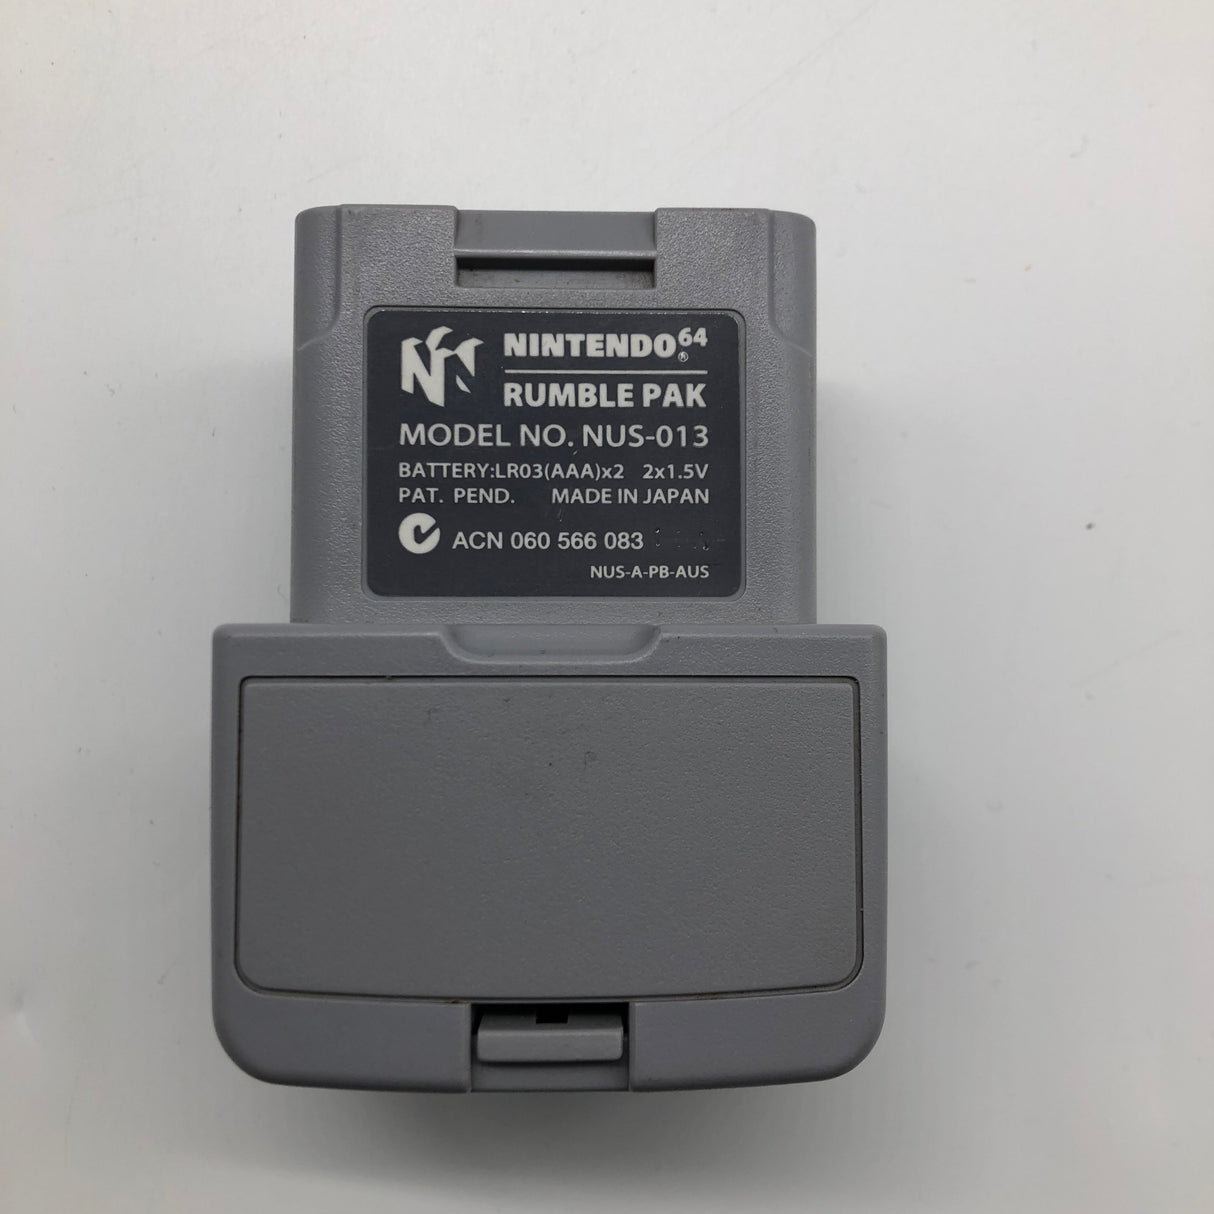 NINTENDO64®
RUMBLE PAK
MODEL NO. NUS-013
BATTERY:LR03(AAA)x2 2x1.5V
PAT. PEND. MADE IN JAPAN
ACN 060 566 083
NUS-A-PB-AUS